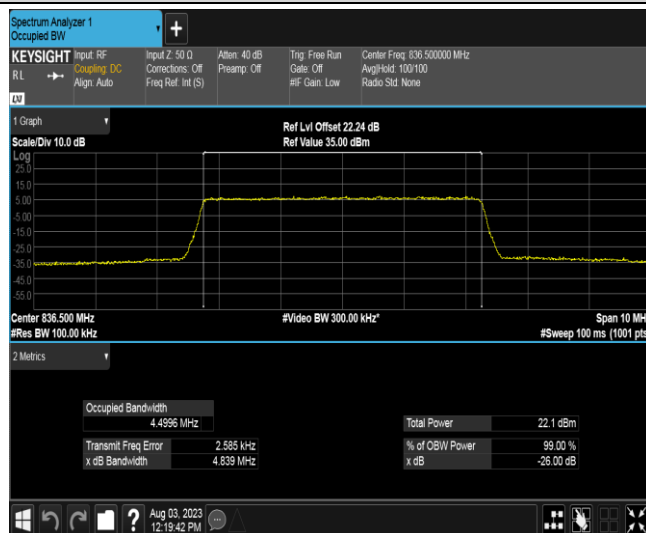 Spectrum Analyzer 1
Occupied BW
+
KEYSIGHT Input: RF Input Z: 50 Ω Atten: 40 dB Trig: Free Run Center Freq: 836.500000 MHz
RL Coupling: DC Corrections: Off Preamp: Off Gate: Off Avg|Hold: 100/100
Align: Auto Freq Ref: Int (S) #IF Gain: Low Radio Std: None
LXI
1 Graph
Ref Lvl Offset 22.24 dB
Scale/Div 10.0 dB Ref Value 35.00 dBm
Log
25.0
15.0
5.00
-5.00
-15.0
-25.0
-35.0
-45.0
-55.0
Center 836.500 MHz #Video BW 300.00 kHz* Span 10 MH
#Res BW 100.00 kHz #Sweep 100 ms (1001 pts
2 Metrics
Occupied Bandwidth
4.4996 MHz Total Power 22.1 dBm
Transmit Freq Error 2.585 kHz % of OBW Power 99.00 %
x dB Bandwidth 4.839 MHz x dB -26.00 dB
? Aug 03, 2023
12:19:42 PM